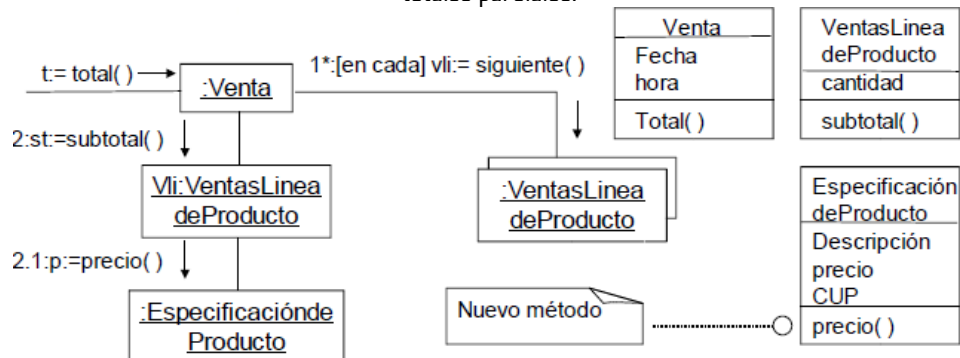 totales parciales.
t:= total( )
:Venta
1*:[en cada] vli:= siguiente( )
2:st:=subtotal( )
Vli:VentasLinea
deProducto
:VentasLinea
deProducto
2.1:p:=precio( )
:Especificaciónde
Producto
Venta
Fecha
hora
Total( )
VentasLinea
deProducto
cantidad
subtotal( )
Especificación
deProducto
Descripción
precio
CUP
precio( )
Nuevo método